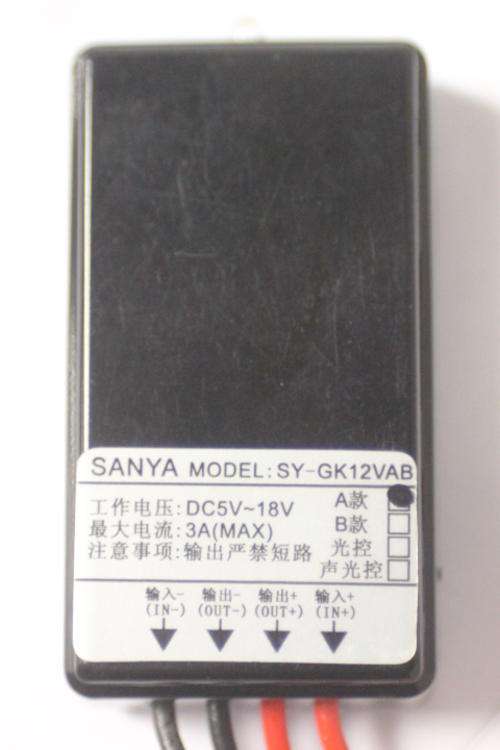 SANYA MODEL:SY-GK12VAB
工作电压:DC5V~18V
最大电流:3A(MAX)
注意事项:输出严禁短路
A款
B款
光控
声光控
输入- 输出- 输出+ 输入+
(IN-) (OUT-) (OUT+) (IN+)